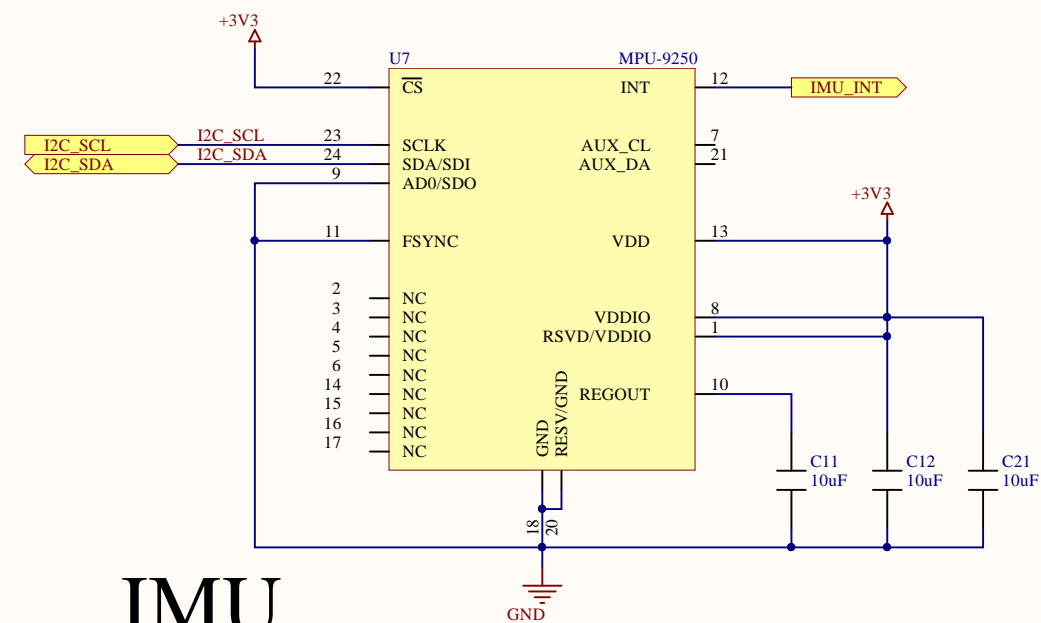 +3V3
U7 MPU-9250
22 CS INT 12 IMU_INT
I2C_SCL I2C_SCL 23 SCLK AUX_CL 7
I2C_SDA I2C_SDA 24 SDA/SDI AUX_DA 21
9 AD0/SDO
+3V3
11 FSYNC VDD 13
2 NC
3 NC VDDIO 8
4 NC RSVD/VDDIO 1
5 NC
6 NC
14 NC REGOUT 10
15 NC
16 NC
17 NC
GND RESV/GND
18 20
C11 C12 C21
10uF 10uF 10uF
IMU
GND